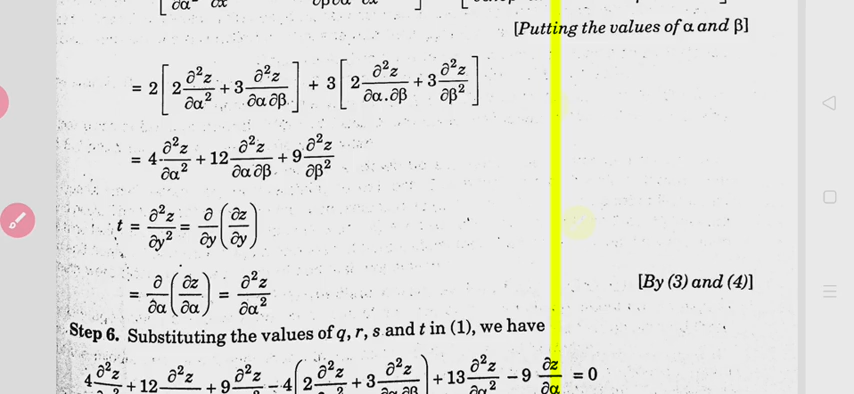 [Putting the values of α and β]
= 2 [ 2 ∂²z/∂α² + 3 ∂²z/∂α ∂β ] + 3 [ 2 ∂²z/∂α.∂β + 3 ∂²z/∂β² ]
= 4 ∂²z/∂α² + 12 ∂²z/∂α ∂β + 9 ∂²z/∂β²
t = ∂²z/∂y² = ∂/∂y ( ∂z/∂y )
= ∂/∂α ( ∂z/∂α ) = ∂²z/∂α² [By (3) and (4)]
Step 6. Substituting the values of q, r, s and t in (1), we have
4 ∂²z + 12 ∂²z + 9 ∂²z – 4 ( 2 ∂²z + 3 ∂²z/∂α ∂β ) + 13 ∂²z/∂α² – 9 ∂z/∂α = 0